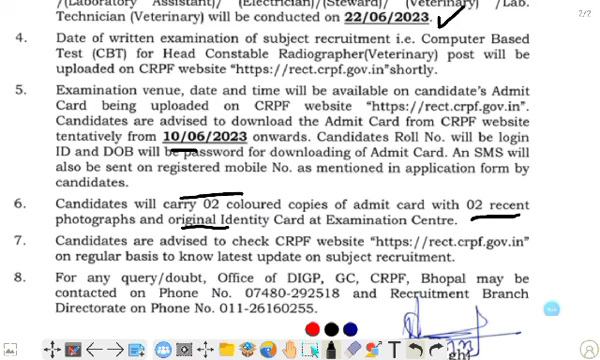 /(Laboratory Assistant)/ (Electrician)/(Steward)/ (Veterinary) /Lab.
Technician (Veterinary) will be conducted on 22/06/2023.
2/2
4. Date of written examination of subject recruitment i.e. Computer Based
Test (CBT) for Head Constable Radiographer(Veterinary) post will be
uploaded on CRPF website “https://rect.crpf.gov.in”shortly.
5. Examination venue, date and time will be available on candidate's Admit
Card being uploaded on CRPF website “https://rect.crpf.gov.in”.
Candidates are advised to download the Admit Card from CRPF website
tentatively from 10/06/2023 onwards. Candidates Roll No. will be login
ID and DOB will be password for downloading of Admit Card. An SMS will
also be sent on registered mobile No. as mentioned in application form by
candidates.
6. Candidates will carry 02 coloured copies of admit card with 02 recent
photographs and original Identity Card at Examination Centre.
7. Candidates are advised to check CRPF website “https://rect.crpf.gov.in”
on regular basis to know latest update on subject recruitment.
8. For any query/doubt, Office of DIGP, GC, CRPF, Bhopal may be
contacted on Phone No. 07480-292518 and Recruitment Branch
Directorate on Phone No. 011-26160255.